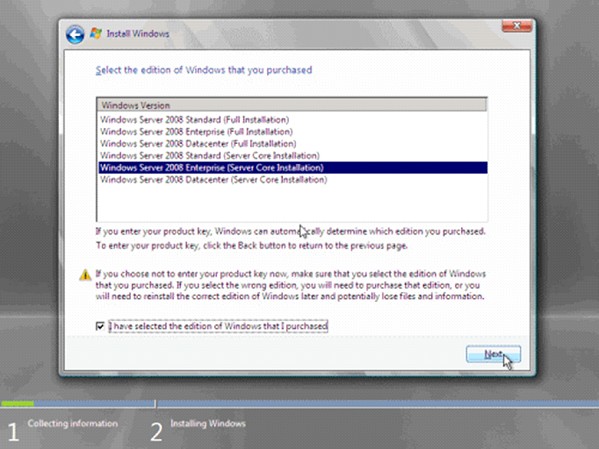 Install Windows
Select the edition of Windows that you purchased
Windows Version
Windows Server 2008 Standard (Full Installation)
Windows Server 2008 Enterprise (Full Installation)
Windows Server 2008 Datacenter (Full Installation)
Windows Server 2008 Standard (Server Core Installation)
Windows Server 2008 Enterprise (Server Core Installation)
Windows Server 2008 Datacenter (Server Core Installation)
If you enter your product key, Windows can automatically determine which edition you purchased.
To enter your product key, click the Back button to return to the previous page.
If you choose not to enter your product key now, make sure that you select the edition of Windows
that you purchased. If you select the wrong edition, you will need to purchase that edition, or you
will need to reinstall the correct edition of Windows later and potentially lose files and information.
I have selected the edition of Windows that I purchased
Next
1 Collecting information
2 Installing Windows